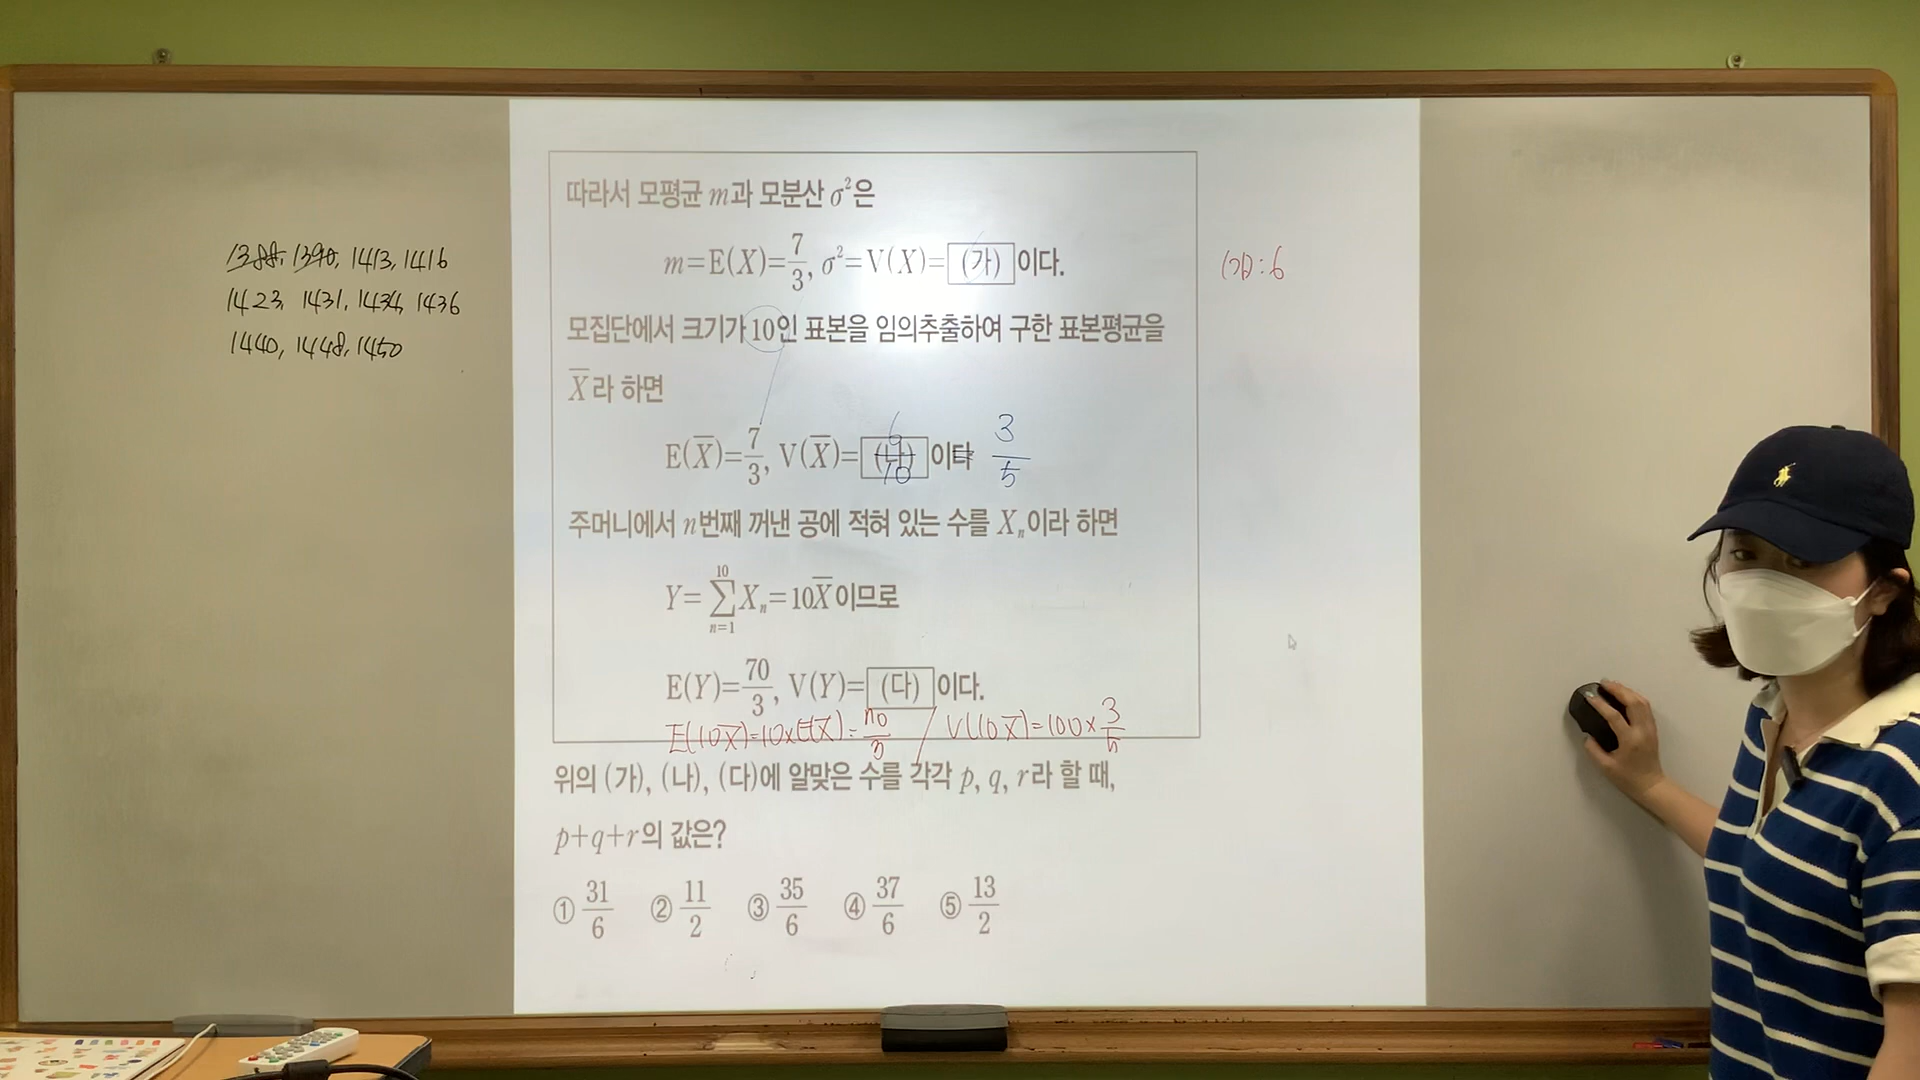 1388, 1390, 1413, 1416
1423, 1431, 1434, 1436
1440, 1448, 1450
따라서 모평균 m과 모분산 σ²은
m=E(X)=7/3, σ²=V(X)= (가) 이다.
(가) : 6
모집단에서 크기가 10인 표본을 임의추출하여 구한 표본평균을
X̄라 하면
E(X̄)=7/3, V(X̄)= (나) 이다
6/10 = 3/5
주머니에서 n번째 꺼낸 공에 적혀 있는 수를 Xₙ이라 하면
Y=∑_{n=1}^{10} Xₙ=10X̄이므로
E(Y)=70/3, V(Y)= (다) 이다.
E(10X̄)=10×E(X̄)=70/3 / V(10X̄)=100×3/5
위의 (가), (나), (다)에 알맞은 수를 각각 p, q, r라 할 때,
p+q+r의 값은?
① 31/6 ② 11/2 ③ 35/6 ④ 37/6 ⑤ 13/2